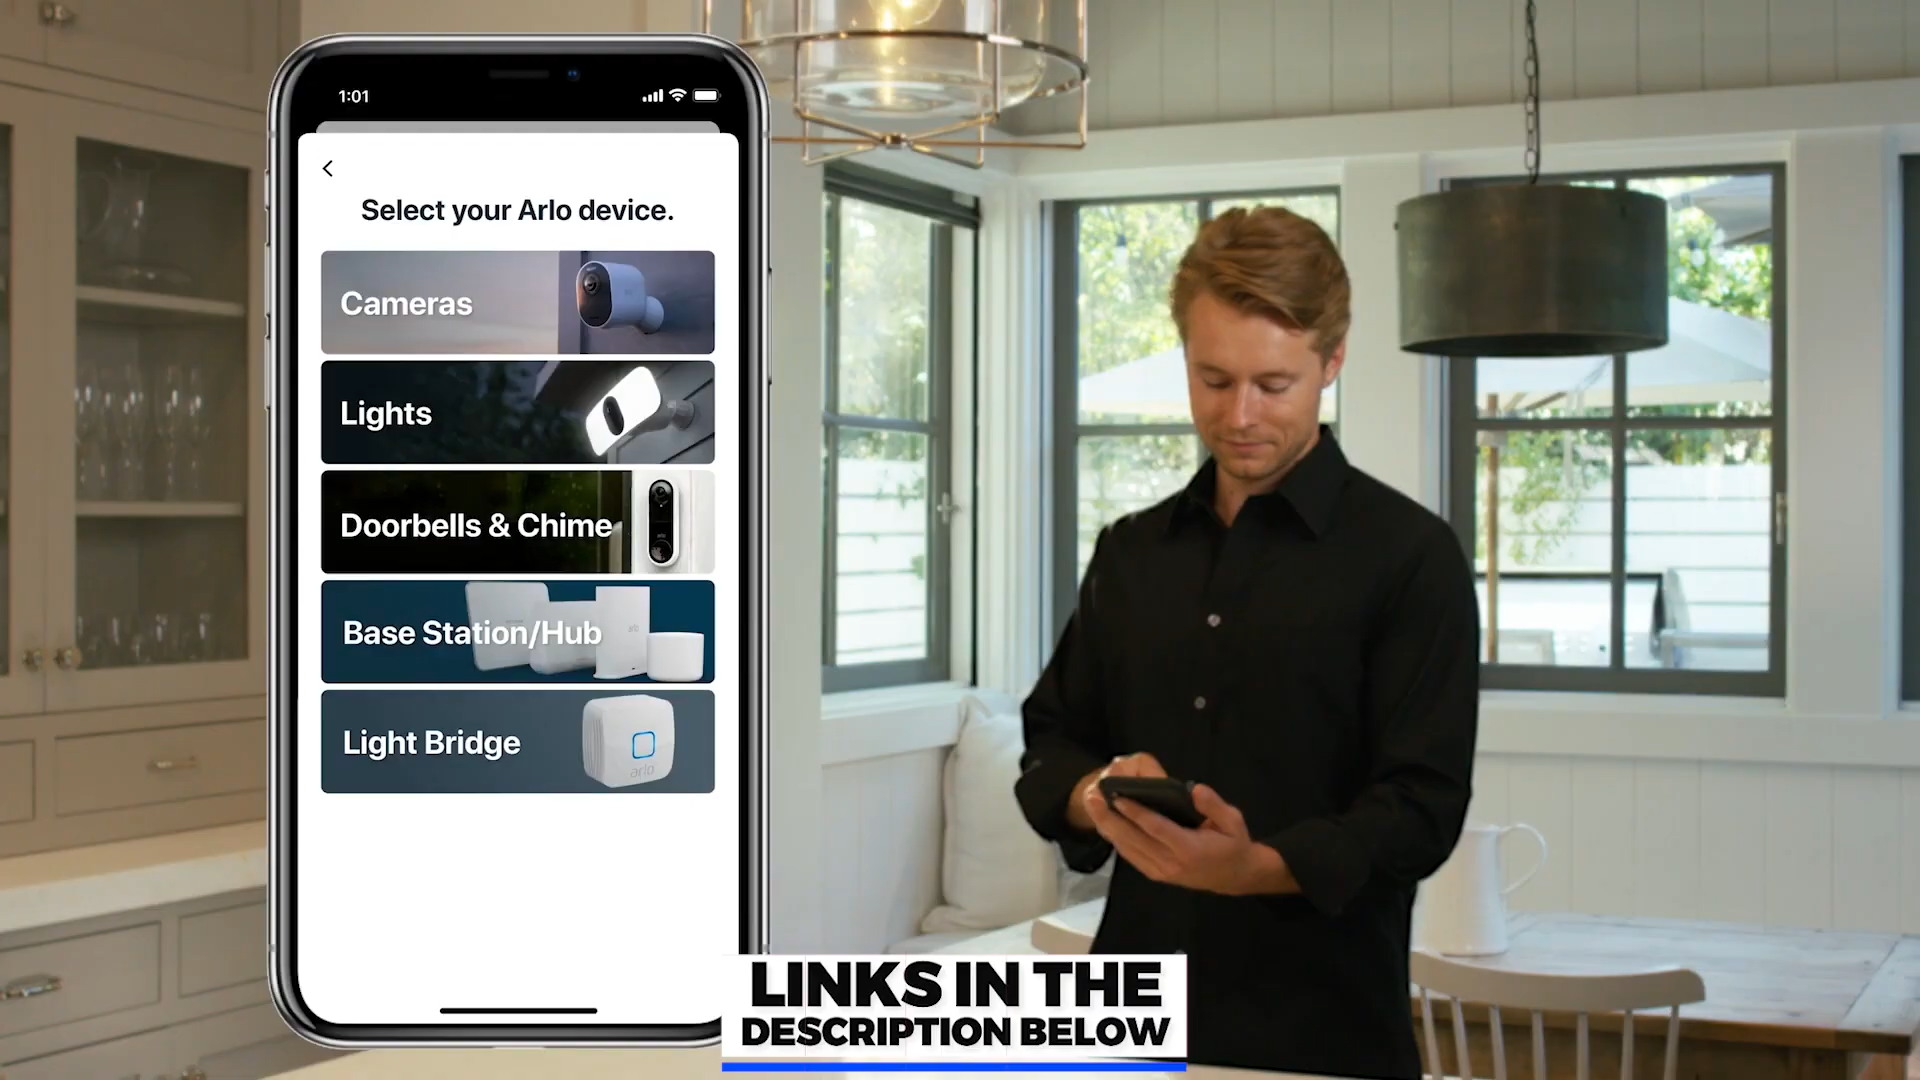 1:01
Select your Arlo device.
Cameras
Lights
Doorbells & Chime
Base Station/Hub
Light Bridge
arlo
LINKS IN THE
DESCRIPTION BELOW